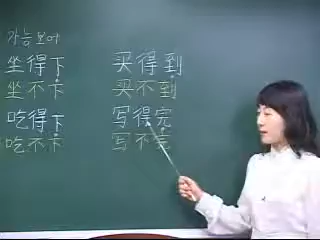 가능보어
坐得下
坐不下
吃得下
吃不下
买得到
买不到
写得完
写不完